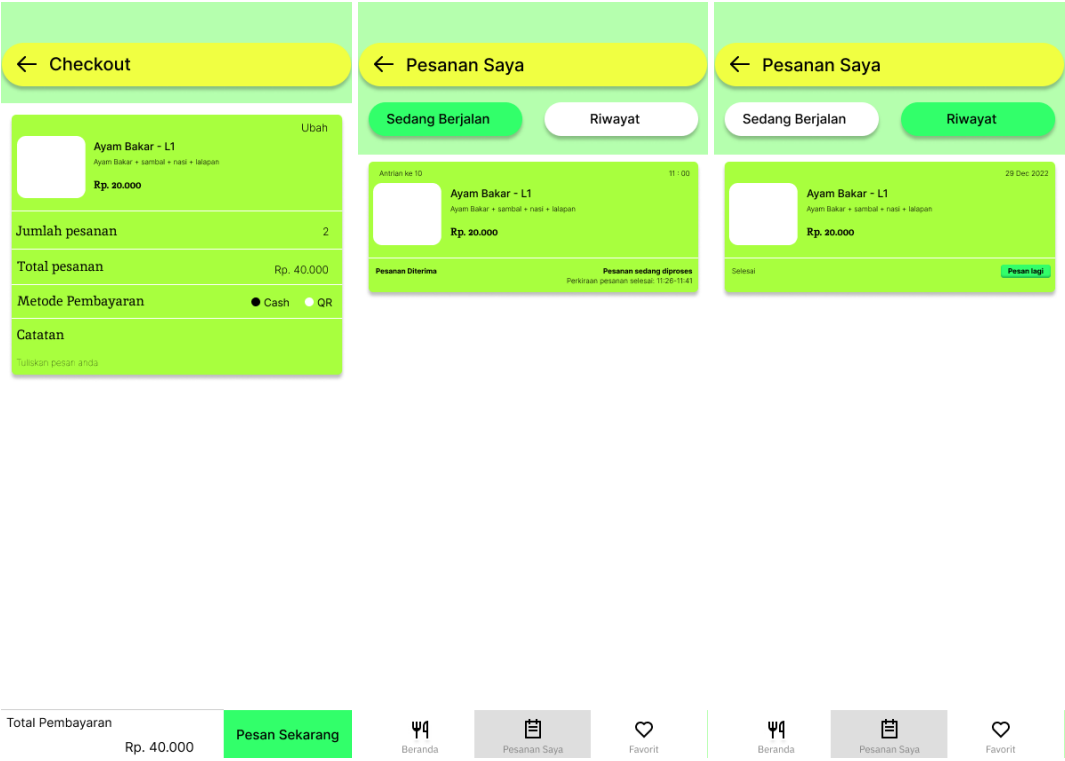 Checkout
Ubah
Ayam Bakar - L1
Ayam Bakar + sambal + nasi + lalapan
Rp. 20.000
Jumlah pesanan 2
Total pesanan Rp. 40.000
Metode Pembayaran Cash QR
Catatan
Tuliskan pesan anda
Total Pembayaran
Rp. 40.000
Pesan Sekarang
Pesanan Saya
Sedang Berjalan Riwayat
Antrian ke 10 11 : 00
Ayam Bakar - L1
Ayam Bakar + sambal + nasi + lalapan
Rp. 20.000
Pesanan Diterima Pesanan sedang diproses
Perkiraan pesanan selesai: 11:26-11:41
Beranda Pesanan Saya Favorit
Pesanan Saya
Sedang Berjalan Riwayat
29 Dec 2022
Ayam Bakar - L1
Ayam Bakar + sambal + nasi + lalapan
Rp. 20.000
Selesai Pesan lagi
Beranda Pesanan Saya Favorit